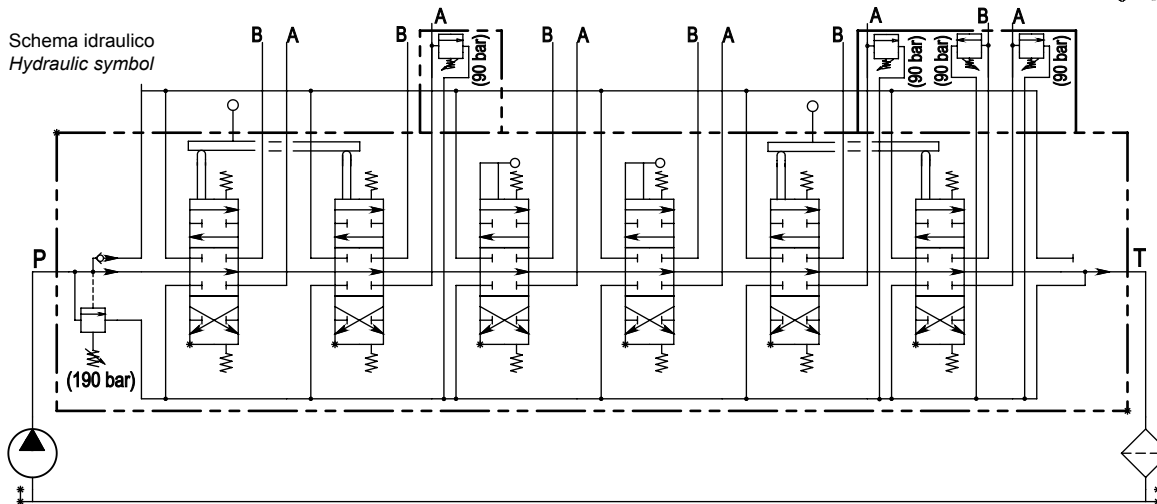 Schema idraulico
Hydraulic symbol
B A
B A
(90 bar)
B A
B A
B A
(90 bar)
B A
(90 bar)
(90 bar)
P
T
(190 bar)